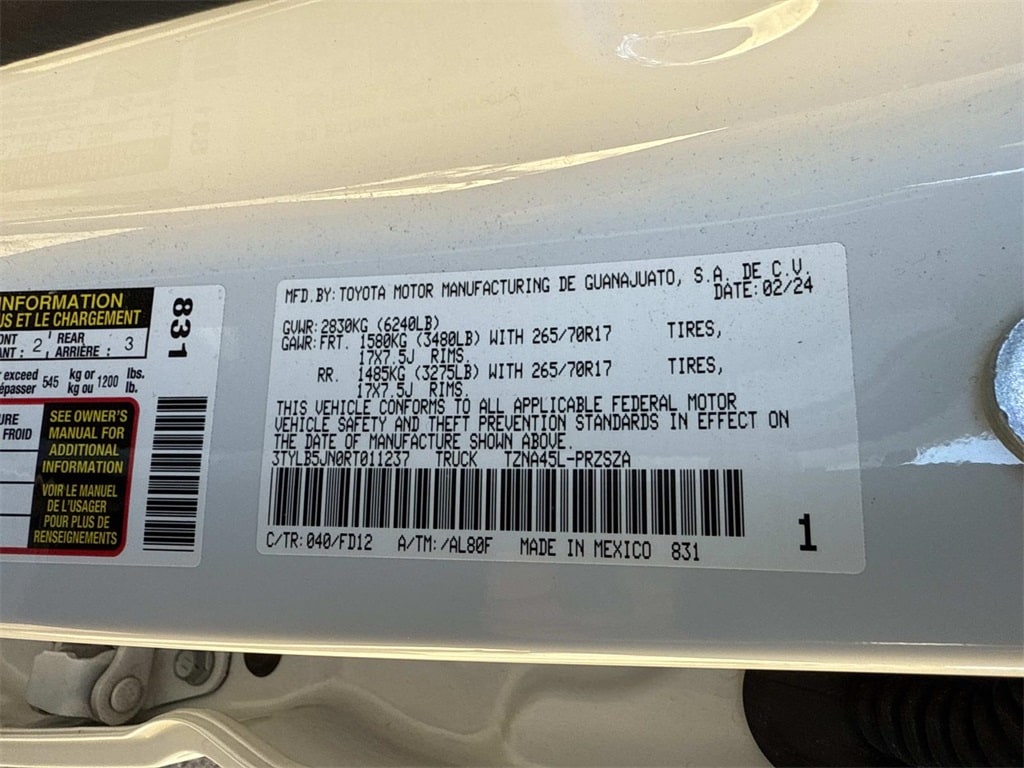 INFORMATION
US ET LE CHARGEMENT
2 REAR 3
ARRIÈRE :
exceed 545 kg or 1200 lbs.
kg ou lb.
FROID
SEE OWNER'S
MANUAL FOR
ADDITIONAL
INFORMATION
VOIR LE MANUEL
DE L'USAGER
POUR PLUS DE
RENSEIGNEMENTS
831
MFD.BY:TOYOTA MOTOR MANUFACTURING DE GUANAJUATO, S.A. DE C.V.
DATE:02/24
GVWR:2830KG (6240LB)
GAWR:FRT. 1580KG (3480LB) WITH 265/70R17 TIRES,
17X7.5J RIMS.
RR. 1485KG (3275LB) WITH 265/70R17 TIRES,
17X7.5J RIMS.
THIS VEHICLE CONFORMS TO ALL APPLICABLE FEDERAL MOTOR
VEHICLE SAFETY AND THEFT PREVENTION STANDARDS IN EFFECT ON
THE DATE OF MANUFACTURE SHOWN ABOVE.
3TYLB5JN0RT011237 TRUCK TZNA45L-PRZSZA
C/TR:040/FD12 A/TM:/AL80F MADE IN MEXICO 831
1